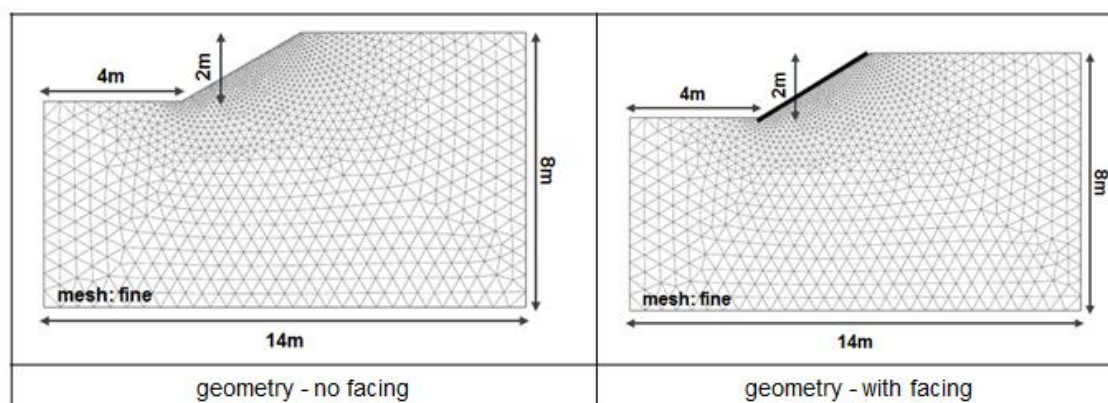 4m
2m
8m
mesh: fine
14m
geometry - no facing
4m
2m
8m
mesh: fine
14m
geometry - with facing